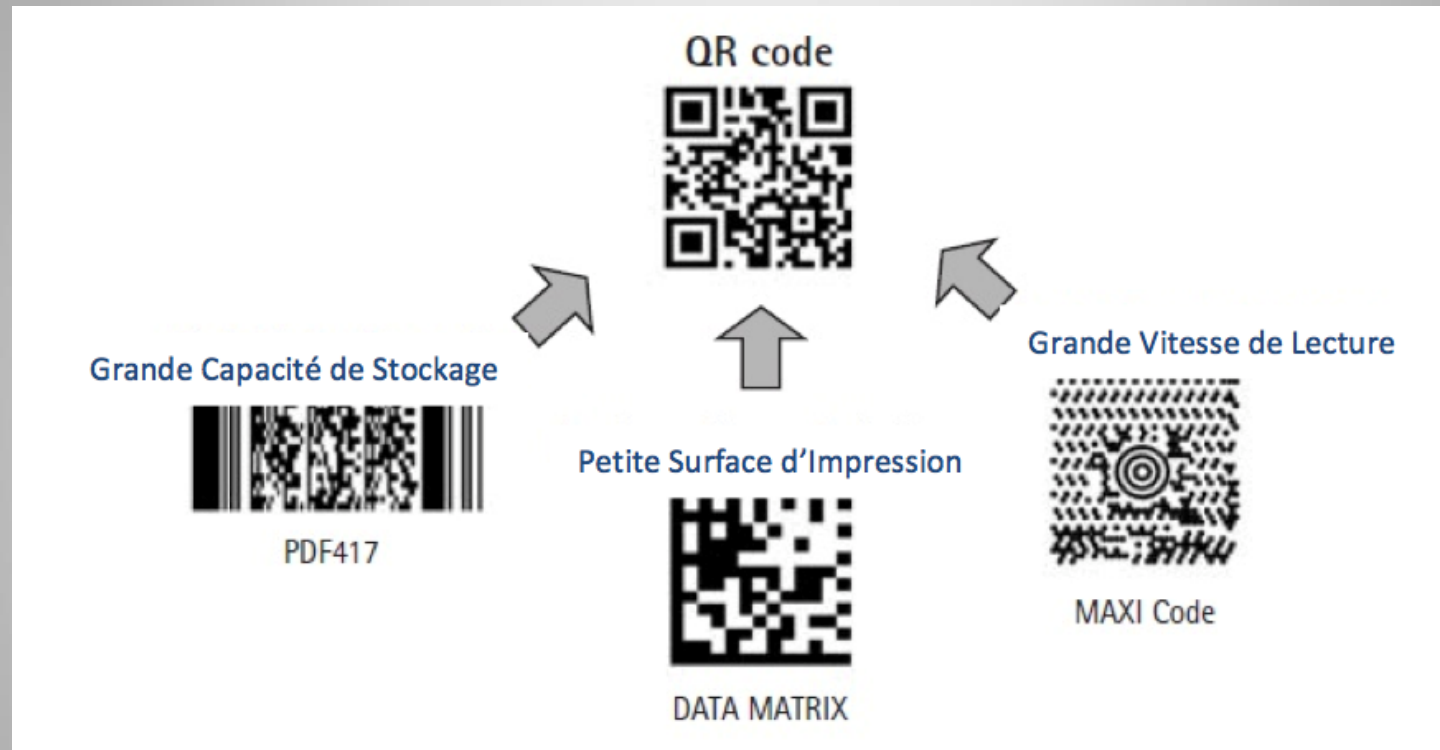 QR code
Grande Capacité de Stockage
PDF417
Petite Surface d’Impression
DATA MATRIX
Grande Vitesse de Lecture
MAXI Code